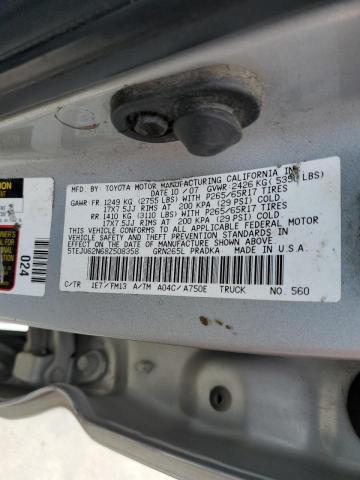 MFD. BY: TOYOTA MOTOR MANUFACTURING CALIFORNIA IN
DATE 10 / 07 GVWR 2426 KG( LBS)
GAWR FR 1249 KG (2755 LBS) WITH P265/65R17 TIRES
17X7.5JJ RIMS AT 200 KPA (29 PSI) COLD
RR 1410 KG (3110 LBS) WITH P265/65R17 TIRES
17X7.5JJ RIMS AT 200 KPA (29 PSI) COLD
THIS VEHICLE CONFORMS TO ALL APPLICABLE FEDERAL MOTOR
VEHICLE SAFETY AND THEFT PREVENTION STANDARDS IN
EFFECT ON THE DATE OF MANUFACTURE SHOWN ABOVE.
5TEJU62N68Z508358 GRN265L PRADKA MADE IN U.S.A.
C/TR 1E7/FM13 A/TM A04C/A750E TRUCK NO. 560
024